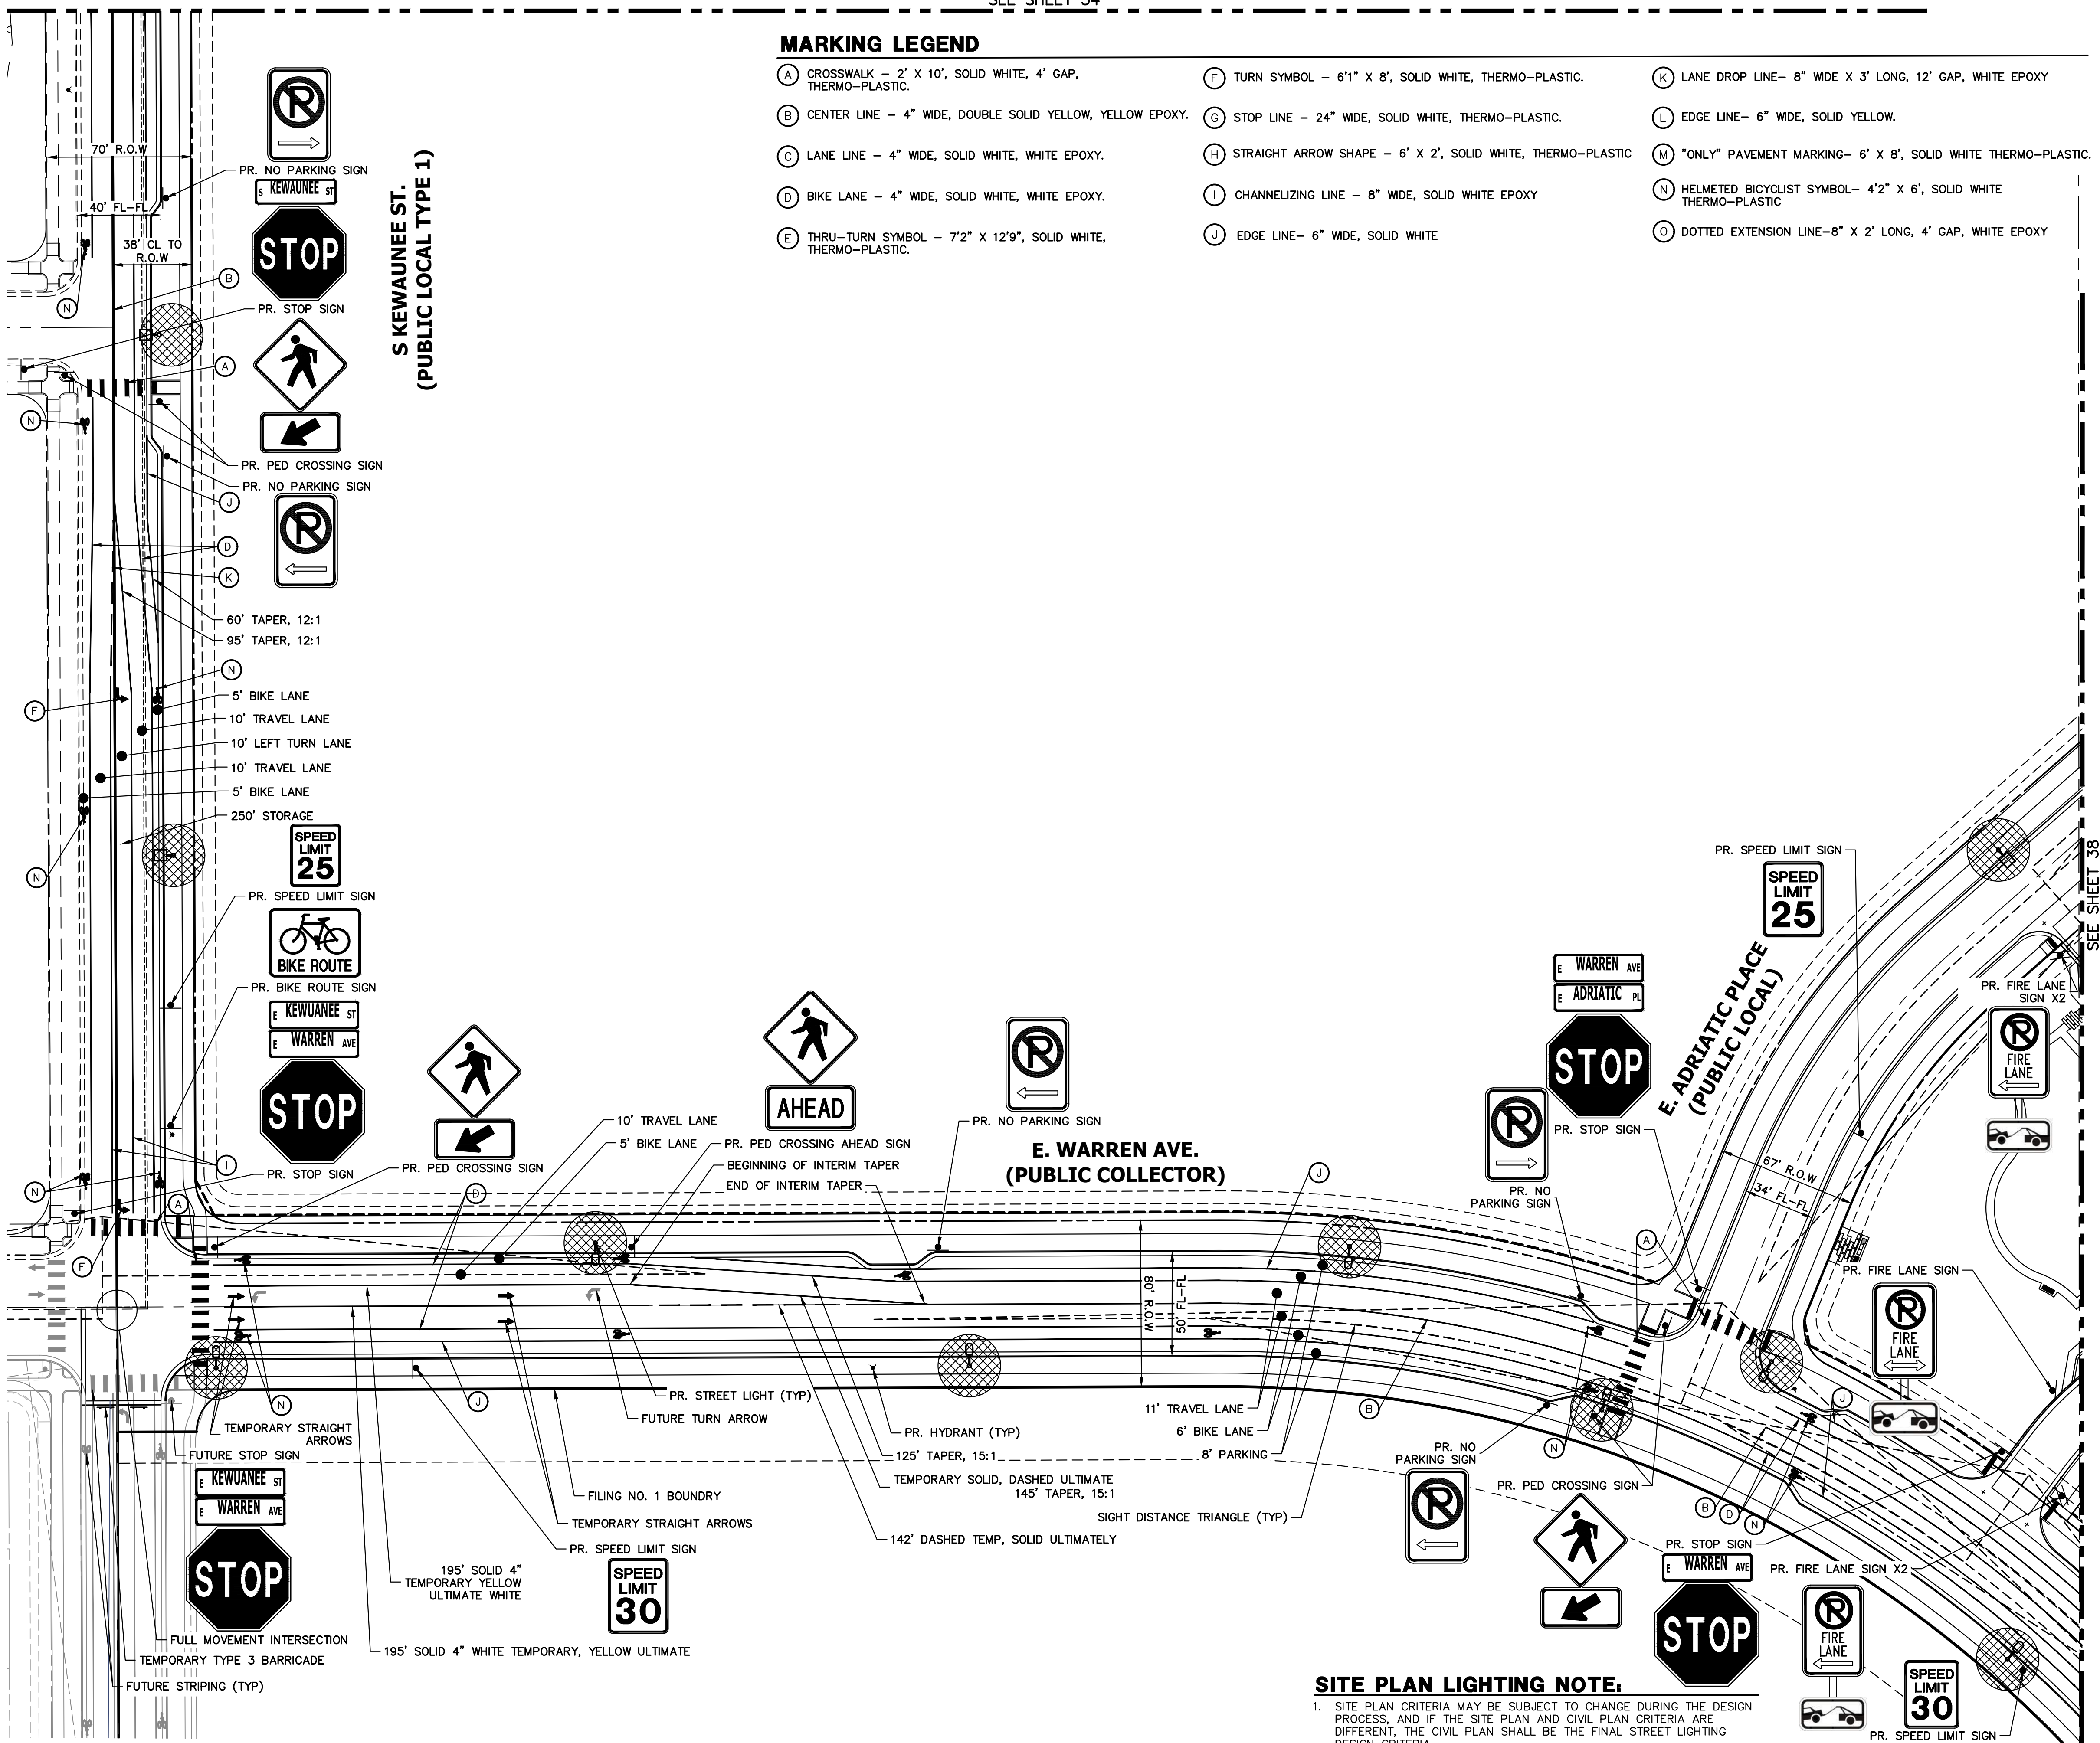 SEE SHEET 34
MARKING LEGEND
A CROSSWALK – 2' X 10', SOLID WHITE, 4' GAP,
THERMO–PLASTIC.
B CENTER LINE – 4" WIDE, DOUBLE SOLID YELLOW, YELLOW EPOXY.
C LANE LINE – 4" WIDE, SOLID WHITE, WHITE EPOXY.
D BIKE LANE – 4" WIDE, SOLID WHITE, WHITE EPOXY.
E THRU–TURN SYMBOL – 7'2" X 12'9", SOLID WHITE,
THERMO–PLASTIC.
F TURN SYMBOL – 6'1" X 8', SOLID WHITE, THERMO–PLASTIC.
G STOP LINE – 24" WIDE, SOLID WHITE, THERMO–PLASTIC.
H STRAIGHT ARROW SHAPE – 6' X 2', SOLID WHITE, THERMO–PLASTIC
I CHANNELIZING LINE – 8" WIDE, SOLID WHITE EPOXY
J EDGE LINE– 6" WIDE, SOLID WHITE
K LANE DROP LINE– 8" WIDE X 3' LONG, 12' GAP, WHITE EPOXY
L EDGE LINE– 6" WIDE, SOLID YELLOW.
M "ONLY" PAVEMENT MARKING– 6' X 8', SOLID WHITE THERMO–PLASTIC.
N HELMETED BICYCLIST SYMBOL– 4'2" X 6', SOLID WHITE
THERMO–PLASTIC
O DOTTED EXTENSION LINE–8" X 2' LONG, 4' GAP, WHITE EPOXY
P
70' R.O.W
PR. NO PARKING SIGN
S KEWAUNEE ST
40' FL–FL
STOP
38' CL TO
R.O.W
B
N
PR. STOP SIGN
S KEWAUNEE ST.
(PUBLIC LOCAL TYPE 1)
A
N
PR. PED CROSSING SIGN
PR. NO PARKING SIGN
J
P
D
K
60' TAPER, 12:1
95' TAPER, 12:1
N
5' BIKE LANE
F
10' TRAVEL LANE
10' LEFT TURN LANE
10' TRAVEL LANE
5' BIKE LANE
250' STORAGE
SPEED
LIMIT
25
N
PR. SPEED LIMIT SIGN
BIKE ROUTE
PR. BIKE ROUTE SIGN
E KEWUANEE ST
E WARREN AVE
STOP
I
PR. STOP SIGN
N
A
F
PR. PED CROSSING SIGN
D
10' TRAVEL LANE
5' BIKE LANE
AHEAD
PR. PED CROSSING AHEAD SIGN
BEGINNING OF INTERIM TAPER
END OF INTERIM TAPER
P
PR. NO PARKING SIGN
E. WARREN AVE.
(PUBLIC COLLECTOR)
J
80' R.O.W
50' FL–FL
PR. SPEED LIMIT SIGN
SPEED
LIMIT
25
SEE SHEET 38
E WARREN AVE
E ADRIATIC PL
STOP
P
PR. STOP SIGN
PR. NO
PARKING SIGN
E. ADRIATIC PLACE
(PUBLIC LOCAL)
67' R.O.W
34' FL–FL
PR. FIRE LANE
SIGN X2
P
FIRE
LANE
A
PR. FIRE LANE SIGN
P
FIRE
LANE
N
TEMPORARY STRAIGHT
ARROWS
FUTURE STOP SIGN
E KEWUANEE ST
E WARREN AVE
STOP
FULL MOVEMENT INTERSECTION
TEMPORARY TYPE 3 BARRICADE
FUTURE STRIPING (TYP)
J
PR. STREET LIGHT (TYP)
FUTURE TURN ARROW
PR. HYDRANT (TYP)
125' TAPER, 15:1
TEMPORARY SOLID, DASHED ULTIMATE
145' TAPER, 15:1
142' DASHED TEMP, SOLID ULTIMATELY
FILING NO. 1 BOUNDRY
TEMPORARY STRAIGHT ARROWS
PR. SPEED LIMIT SIGN
SPEED
LIMIT
30
195' SOLID 4"
TEMPORARY YELLOW
ULTIMATE WHITE
195' SOLID 4" WHITE TEMPORARY, YELLOW ULTIMATE
11' TRAVEL LANE
6' BIKE LANE
8' PARKING
SIGHT DISTANCE TRIANGLE (TYP)
B
PR. NO
PARKING SIGN
P
N
PR. PED CROSSING SIGN
J
B
D
N
PR. STOP SIGN
E WARREN AVE
STOP
PR. FIRE LANE SIGN X2
P
FIRE
LANE
SPEED
LIMIT
30
PR. SPEED LIMIT SIGN
SITE PLAN LIGHTING NOTE:
1. SITE PLAN CRITERIA MAY BE SUBJECT TO CHANGE DURING THE DESIGN
PROCESS, AND IF THE SITE PLAN AND CIVIL PLAN CRITERIA ARE
DIFFERENT, THE CIVIL PLAN SHALL BE THE FINAL STREET LIGHTING
DESIGN CRITERIA